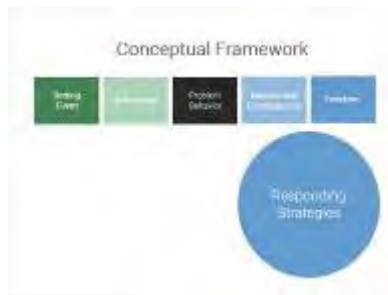 Conceptual Framework
Setting
Event
Problem
Behavior
Function
Responding
Strategies